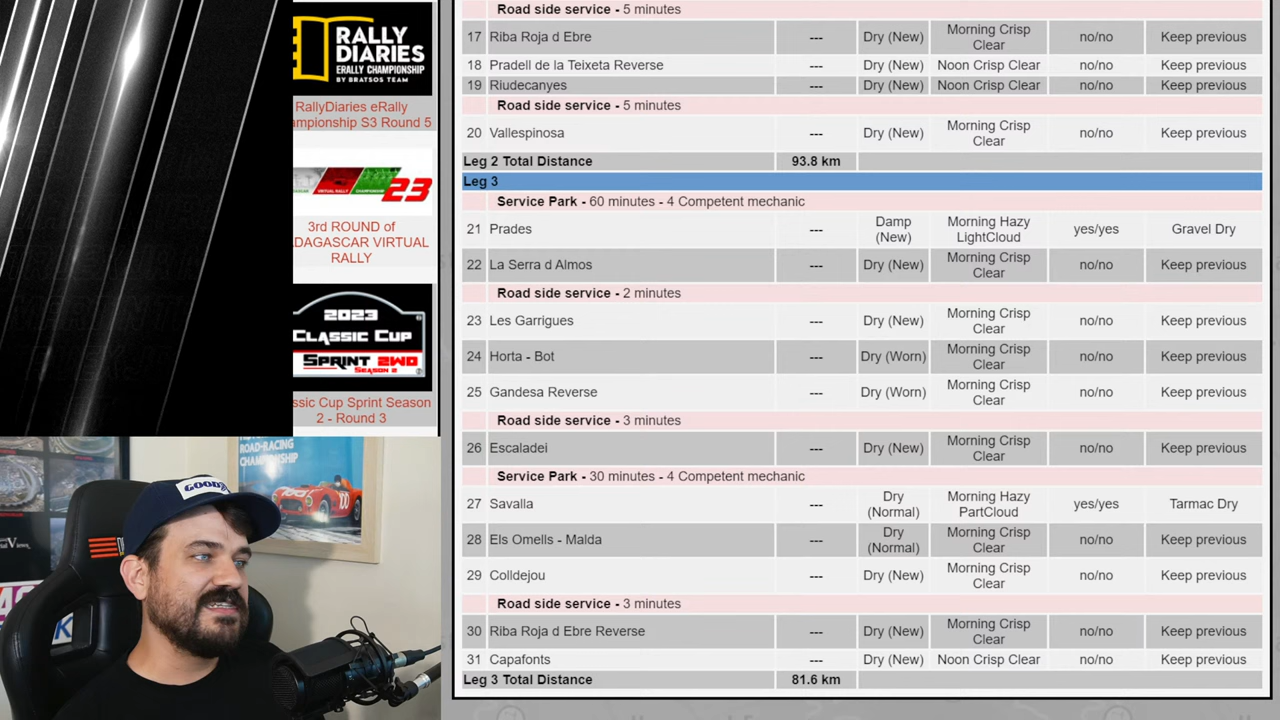 RALLY
DIARIES
ERALLY CHAMPIONSHIP
BY BRATSOS TEAM
RallyDiaries eRally
mpionship S3 Round 5
VIRTUAL RALLY CHAMPIONSHIP 23
3rd ROUND of
DAGASCAR VIRTUAL
RALLY
2023
CLASSIC CUP
SPRINT 2WD
SEASON 2
ssic Cup Sprint Season
2 - Round 3
ROAD-RACING
CHAMPIONSHIP
Road side service - 5 minutes
17 Riba Roja d Ebre --- Dry (New) Morning Crisp Clear no/no Keep previous
18 Pradell de la Teixeta Reverse --- Dry (New) Noon Crisp Clear no/no Keep previous
19 Riudecanyes --- Dry (New) Noon Crisp Clear no/no Keep previous
Road side service - 5 minutes
20 Vallespinosa --- Dry (New) Morning Crisp Clear no/no Keep previous
Leg 2 Total Distance 93.8 km
Leg 3
Service Park - 60 minutes - 4 Competent mechanic
21 Prades --- Damp (New) Morning Hazy LightCloud yes/yes Gravel Dry
22 La Serra d Almos --- Dry (New) Morning Crisp Clear no/no Keep previous
Road side service - 2 minutes
23 Les Garrigues --- Dry (New) Morning Crisp Clear no/no Keep previous
24 Horta - Bot --- Dry (Worn) Morning Crisp Clear no/no Keep previous
25 Gandesa Reverse --- Dry (Worn) Morning Crisp Clear no/no Keep previous
Road side service - 3 minutes
26 Escaladei --- Dry (New) Morning Crisp Clear no/no Keep previous
Service Park - 30 minutes - 4 Competent mechanic
27 Savalla --- Dry (Normal) Morning Hazy PartCloud yes/yes Tarmac Dry
28 Els Omells - Malda --- Dry (Normal) Morning Crisp Clear no/no Keep previous
29 Colldejou --- Dry (New) Morning Crisp Clear no/no Keep previous
Road side service - 3 minutes
30 Riba Roja d Ebre Reverse --- Dry (New) Morning Crisp Clear no/no Keep previous
31 Capafonts --- Dry (New) Noon Crisp Clear no/no Keep previous
Leg 3 Total Distance 81.6 km